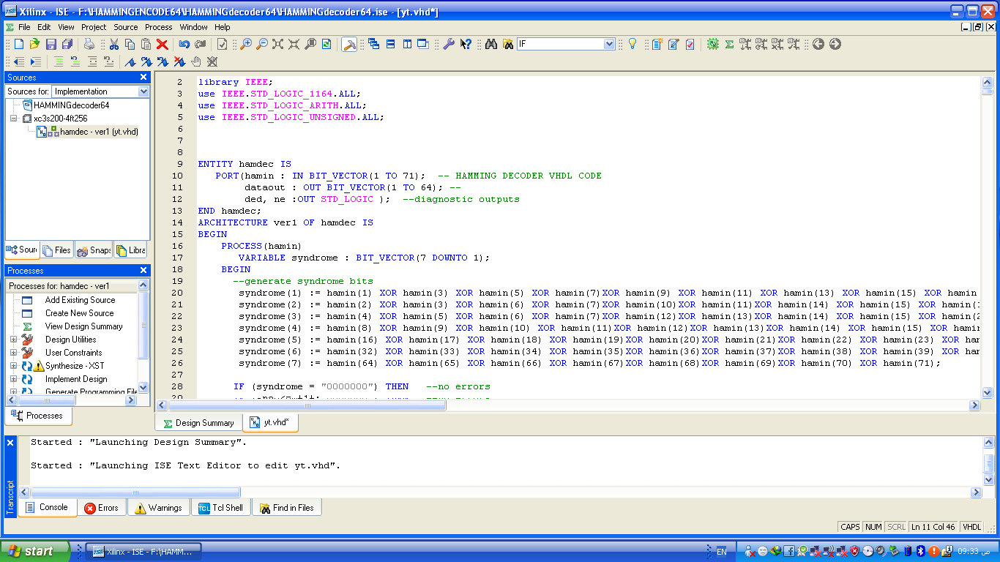 Xilinx - ISE - F:\HAMMINGENCODE64\HAMMINGdecoder64\HAMMINGdecoder64.ise - [yt.vhd*]
File Edit View Project Source Process Window Help
IF
Sources
Sources for: Implementation
HAMMINGdecoder64
xc3s200-4ft256
hamdec - ver1 (yt.vhd)
Sour Files Snaps Libra
Processes
Processes for: hamdec - ver1
Add Existing Source
Create New Source
View Design Summary
Design Utilities
User Constraints
Synthesize - XST
Implement Design
Generate Programming File
Processes
2 library IEEE;
3 use IEEE.STD_LOGIC_1164.ALL;
4 use IEEE.STD_LOGIC_ARITH.ALL;
5 use IEEE.STD_LOGIC_UNSIGNED.ALL;
6
7
8
9 ENTITY hamdec IS
10 PORT(hamin : IN BIT_VECTOR(1 TO 71); -- HAMMING DECODER VHDL CODE
11 dataout : OUT BIT_VECTOR(1 TO 64); --
12 ded, ne :OUT STD_LOGIC ); --diagnostic outputs
13 END hamdec;
14 ARCHITECTURE ver1 OF hamdec IS
15 BEGIN
16 PROCESS(hamin)
17 VARIABLE syndrome : BIT_VECTOR(7 DOWNTO 1);
18 BEGIN
19 --generate syndrome bits
20 syndrome(1) := hamin(1) XOR hamin(3) XOR hamin(5) XOR hamin(7)XOR hamin(9) XOR hamin(11) XOR hamin(13) XOR hamin(15) XOR hamin
21 syndrome(2) := hamin(2) XOR hamin(3) XOR hamin(6) XOR hamin(7)XOR hamin(10)XOR hamin(11)XOR hamin(14) XOR hamin(15) XOR hamin(1
22 syndrome(3) := hamin(4) XOR hamin(5) XOR hamin(6) XOR hamin(7)XOR hamin(12)XOR hamin(13)XOR hamin(14) XOR hamin(15) XOR hamin(2
23 syndrome(4) := hamin(8) XOR hamin(9) XOR hamin(10) XOR hamin(11)XOR hamin(12)XOR hamin(13)XOR hamin(14) XOR hamin(15) XOR hamin
24 syndrome(5) := hamin(16) XOR hamin(17) XOR hamin(18) XOR hamin(19)XOR hamin(20)XOR hamin(21)XOR hamin(22) XOR hamin(23) XOR ham
25 syndrome(6) := hamin(32) XOR hamin(33) XOR hamin(34) XOR hamin(35)XOR hamin(36)XOR hamin(37)XOR hamin(38) XOR hamin(39) XOR ham
26 syndrome(7) := hamin(64) XOR hamin(65) XOR hamin(66) XOR hamin(67)XOR hamin(68)XOR hamin(69)XOR hamin(70) XOR hamin(71);
27
28 IF (syndrome = "0000000") THEN --no errors
Design Summary yt.vhd*
Started : "Launching Design Summary".
Started : "Launching ISE Text Editor to edit yt.vhd".
Transcript
Console Errors Warnings TCL Tcl Shell Find in Files
CAPS NUM SCRL Ln 11 Col 46 VHDL
start Xilinx - ISE - F:\HAMM... EN 09:33 ص